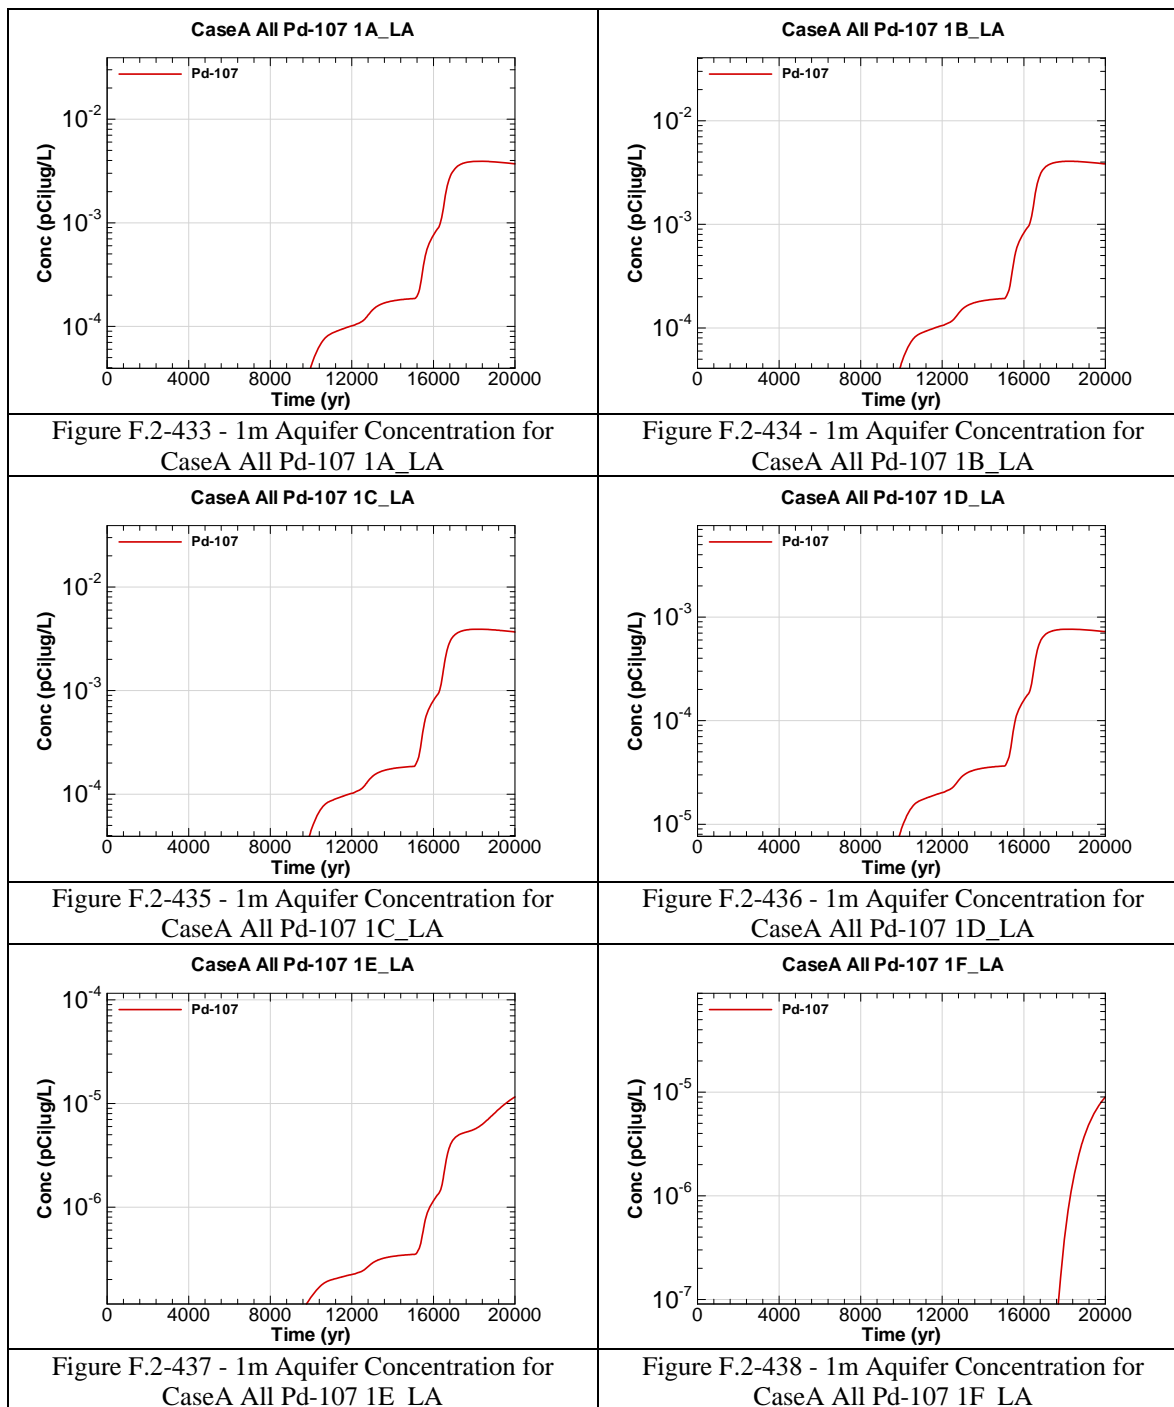 CaseA All Pd-107 1A_LA
Pd-107
Conc (pCi|ug/L)
10-2
10-3
10-4
0 4000 8000 12000 16000 20000
Time (yr)
Figure F.2-433 - 1m Aquifer Concentration for
CaseA All Pd-107 1A_LA
CaseA All Pd-107 1B_LA
Pd-107
Conc (pCi|ug/L)
10-2
10-3
10-4
0 4000 8000 12000 16000 20000
Time (yr)
Figure F.2-434 - 1m Aquifer Concentration for
CaseA All Pd-107 1B_LA
CaseA All Pd-107 1C_LA
Pd-107
Conc (pCi|ug/L)
10-2
10-3
10-4
0 4000 8000 12000 16000 20000
Time (yr)
Figure F.2-435 - 1m Aquifer Concentration for
CaseA All Pd-107 1C_LA
CaseA All Pd-107 1D_LA
Pd-107
Conc (pCi|ug/L)
10-3
10-4
10-5
0 4000 8000 12000 16000 20000
Time (yr)
Figure F.2-436 - 1m Aquifer Concentration for
CaseA All Pd-107 1D_LA
CaseA All Pd-107 1E_LA
Pd-107
Conc (pCi|ug/L)
10-4
10-5
10-6
0 4000 8000 12000 16000 20000
Time (yr)
Figure F.2-437 - 1m Aquifer Concentration for
CaseA All Pd-107 1E_LA
CaseA All Pd-107 1F_LA
Pd-107
Conc (pCi|ug/L)
10-5
10-6
10-7
0 4000 8000 12000 16000 20000
Time (yr)
Figure F.2-438 - 1m Aquifer Concentration for
CaseA All Pd-107 1F_LA